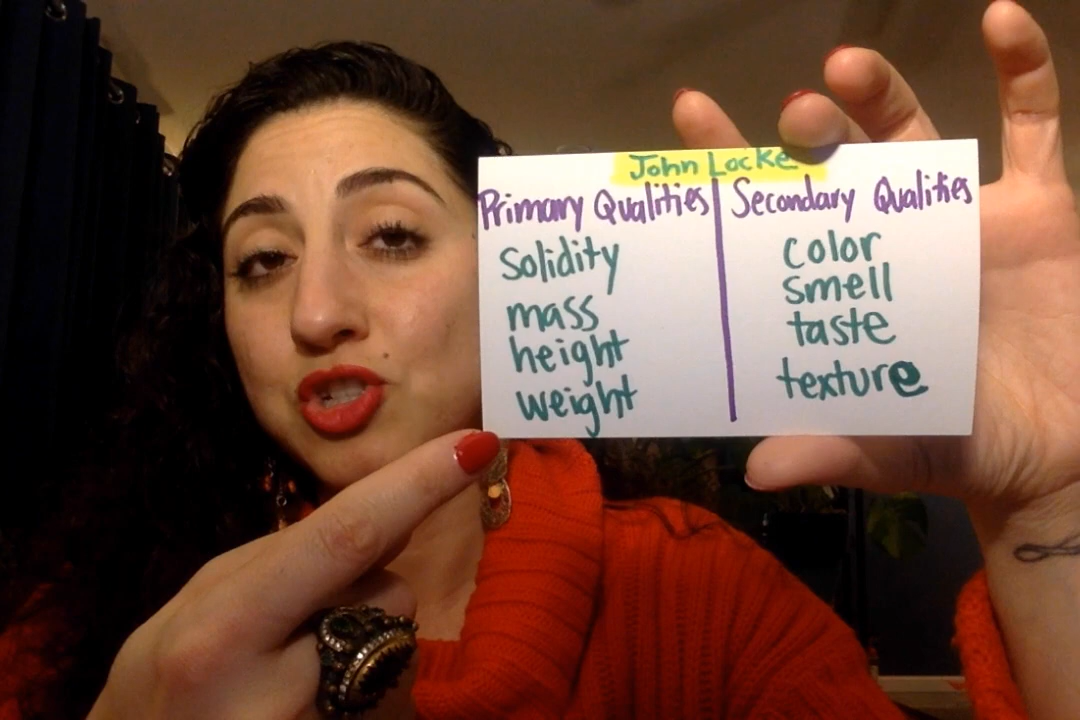 John Locke
Primary Qualities
Solidity
mass
height
weight
Secondary Qualities
color
smell
taste
texture